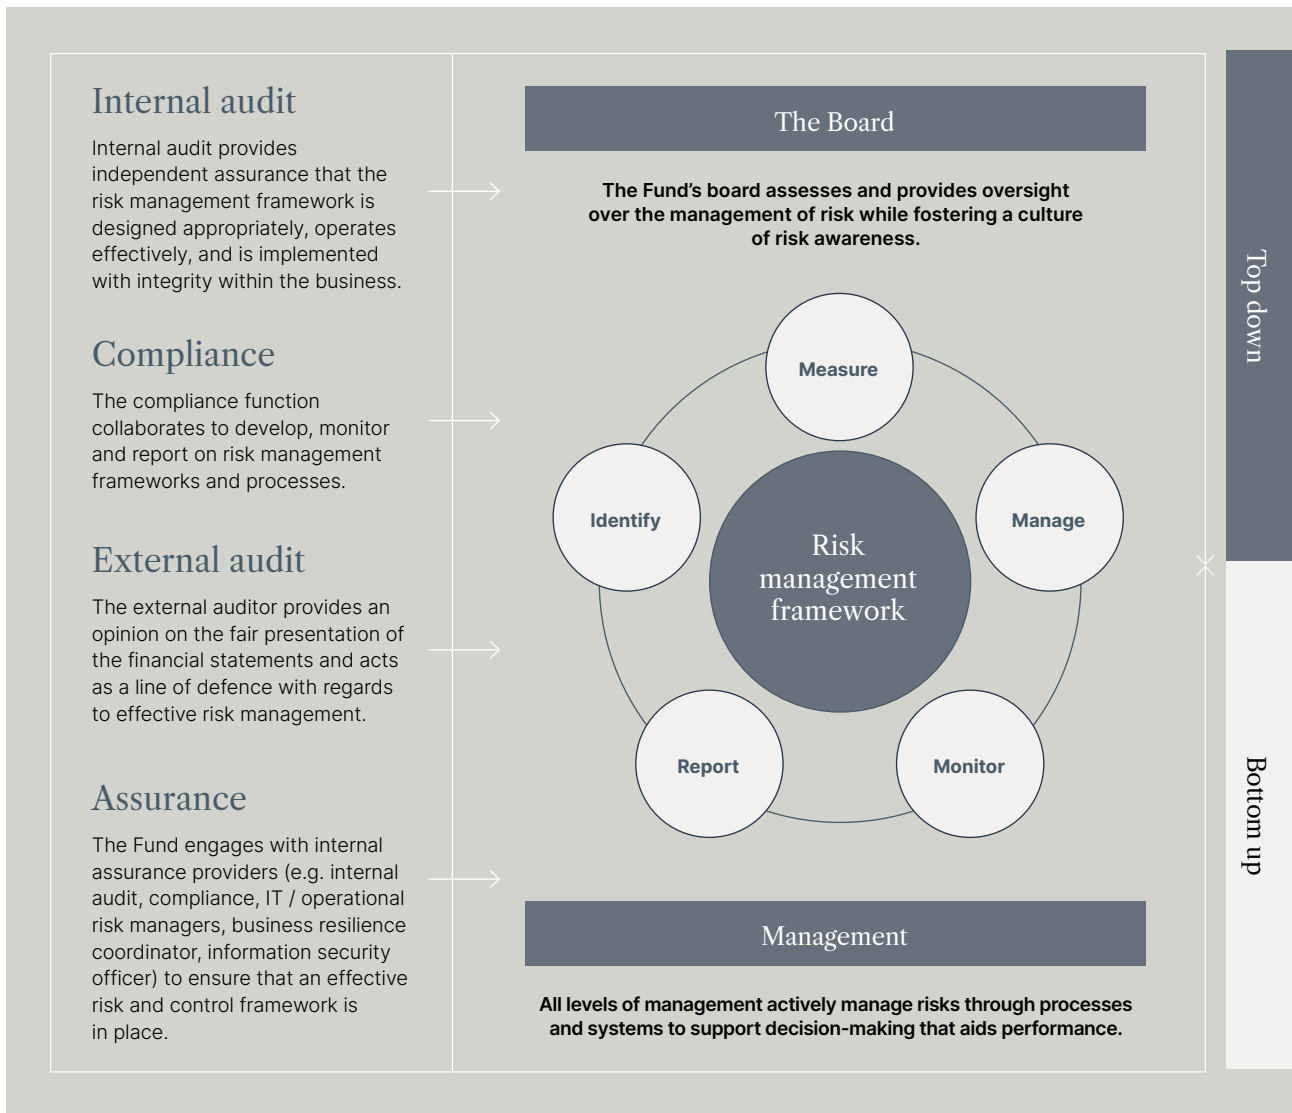 Internal audit
Internal audit provides
independent assurance that the
risk management framework is
designed appropriately, operates
effectively, and is implemented
with integrity within the business.
Compliance
The compliance function
collaborates to develop, monitor
and report on risk management
frameworks and processes.
External audit
The external auditor provides an
opinion on the fair presentation of
the financial statements and acts
as a line of defence with regards
to effective risk management.
Assurance
The Fund engages with internal
assurance providers (e.g. internal
audit, compliance, IT / operational
risk managers, business resilience
coordinator, information security
officer) to ensure that an effective
risk and control framework is
in place.
The Board
The Fund’s board assesses and provides oversight
over the management of risk while fostering a culture
of risk awareness.
Measure
Identify
Manage
Risk
management
framework
Report
Monitor
Management
All levels of management actively manage risks through processes
and systems to support decision-making that aids performance.
Top down
Bottom up